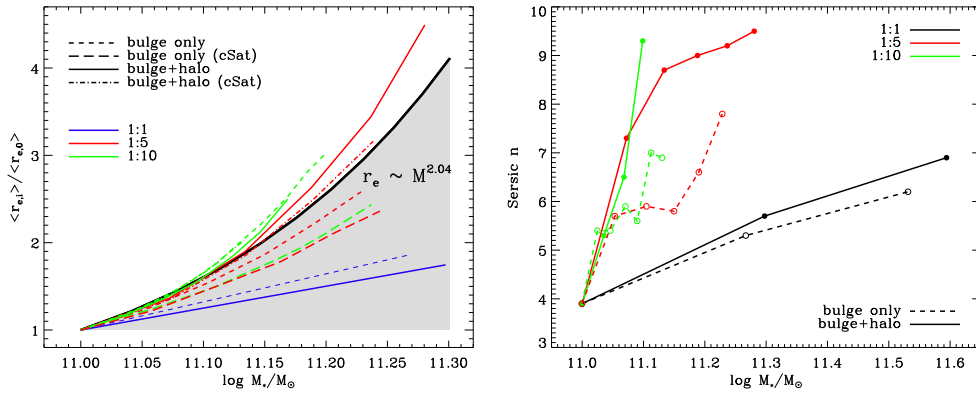 bulge only
bulge only (cSat)
bulge+halo
bulge+halo (cSat)
1:1
1:5
1:10
r_e ~ M^2.04
<r_e,i>/<r_e,0>
4
3
2
1
11.00 11.05 11.10 11.15 11.20 11.25 11.30
log M_*/M_⊙
1:1
1:5
1:10
bulge only
bulge+halo
Sersic n
10
9
8
7
6
5
4
3
11.0 11.1 11.2 11.3 11.4 11.5 11.6
log M_*/M_⊙